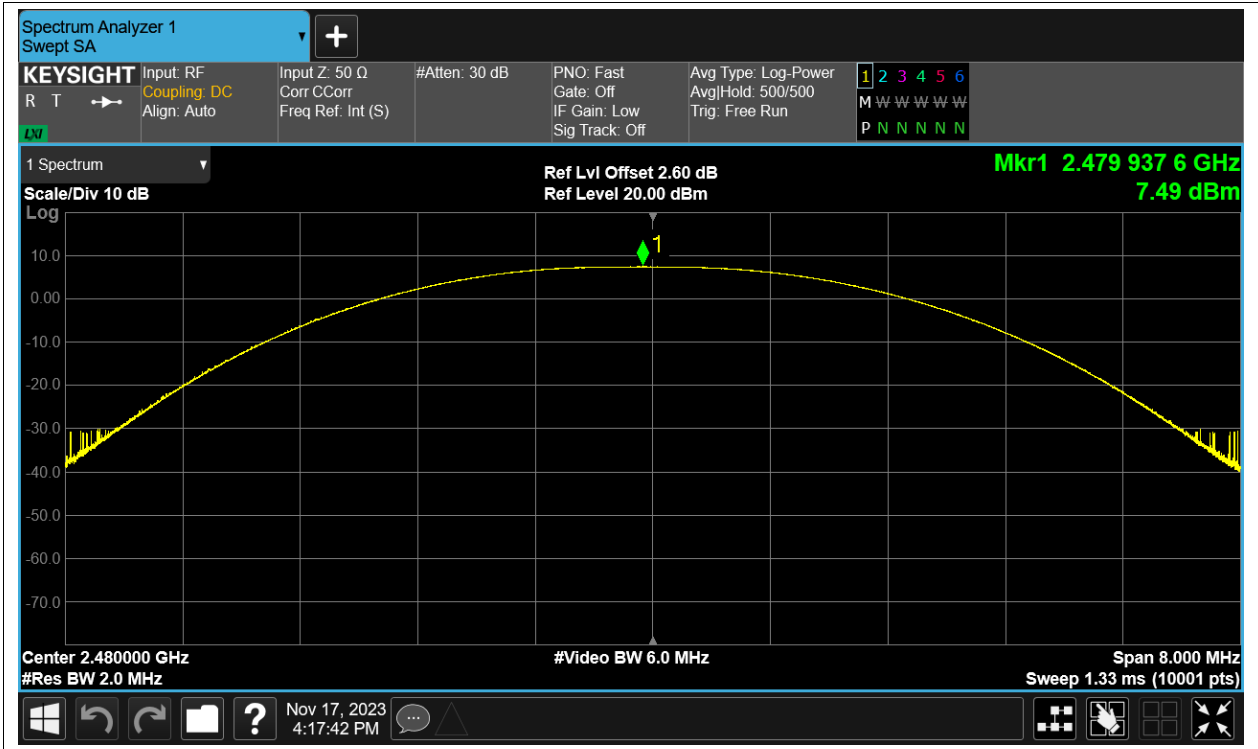 Spectrum Analyzer 1
Swept SA
KEYSIGHT
R T
LXI
Input: RF
Coupling: DC
Align: Auto
Input Z: 50 Ω
Corr CCorr
Freq Ref: Int (S)
#Atten: 30 dB
PNO: Fast
Gate: Off
IF Gain: Low
Sig Track: Off
Avg Type: Log-Power
Avg|Hold: 500/500
Trig: Free Run
1 2 3 4 5 6
M W W W W W
P N N N N N
1 Spectrum
Scale/Div 10 dB
Log
Ref Lvl Offset 2.60 dB
Ref Level 20.00 dBm
Mkr1 2.479 937 6 GHz
7.49 dBm
1
10.0
0.00
-10.0
-20.0
-30.0
-40.0
-50.0
-60.0
-70.0
Center 2.480000 GHz
#Res BW 2.0 MHz
#Video BW 6.0 MHz
Span 8.000 MHz
Sweep 1.33 ms (10001 pts)
?
Nov 17, 2023
4:17:42 PM